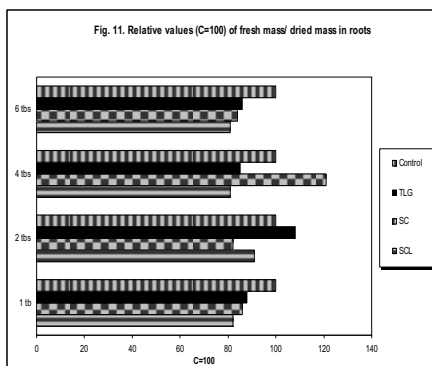 Fig. 11. Relative values (C=100) of fresh mass/ dried mass in roots
6 tbs
4 tbs
2 tbs
1 tb
0 20 40 60 80 100 120 140
C=100
Control
TLG
SC
SCL